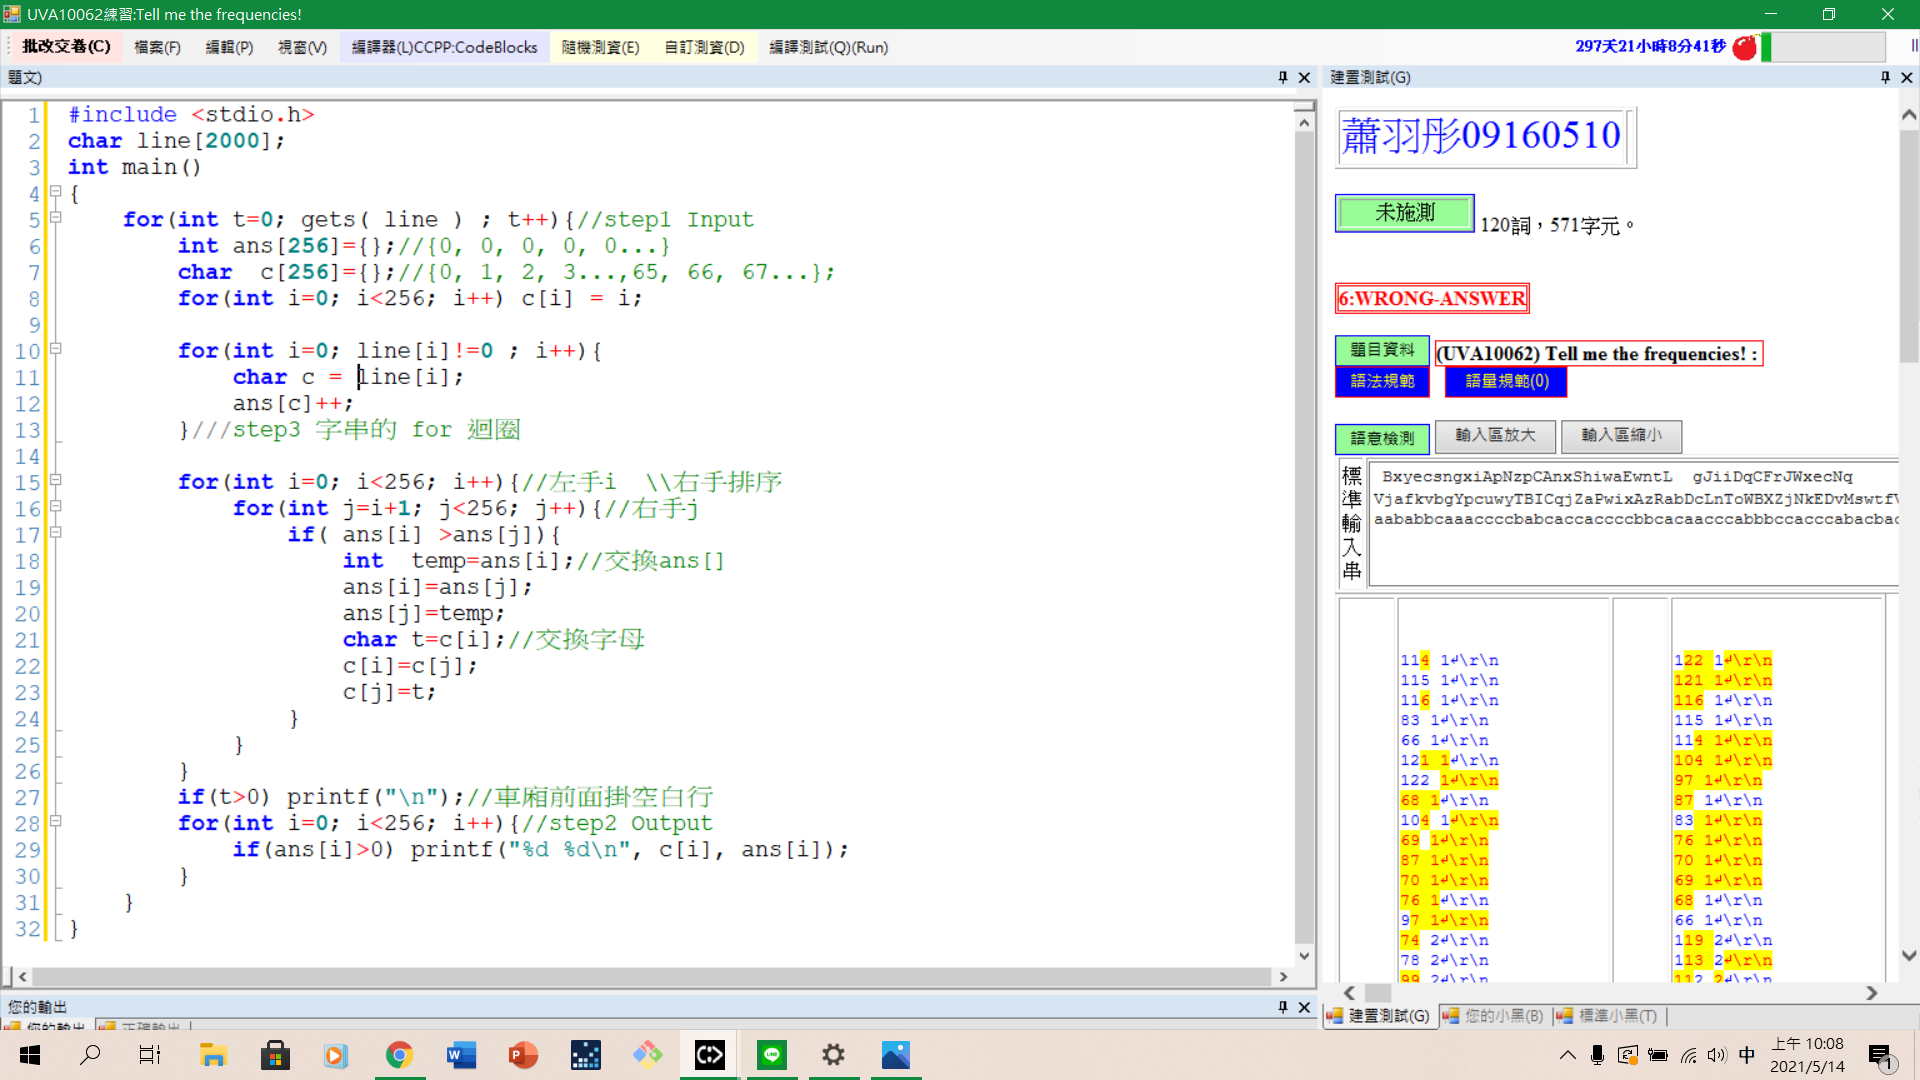 UVA10062練習:Tell me the frequencies!
批改交卷(C) 檔案(F) 編輯(P) 視窗(V) 編譯器(L)CCPP:CodeBlocks 隨機測資(E) 自訂測資(D) 編譯測試(Q)(Run) 297天21小時8分41秒
題文)
1 #include <stdio.h>
2 char line[2000];
3 int main()
4 {
5 for(int t=0; gets( line ) ; t++){//step1 Input
6 int ans[256]={};//{0, 0, 0, 0, 0...}
7 char  c[256]={};//{0, 1, 2, 3...,65, 66, 67...};
8 for(int i=0; i<256; i++) c[i] = i;
9
10 for(int i=0; line[i]!=0 ; i++){
11 char c = line[i];
12 ans[c]++;
13 }///step3 字串的 for 迴圈
14
15 for(int i=0; i<256; i++){//左手i  \\右手排序
16 for(int j=i+1; j<256; j++){//右手j
17 if( ans[i] >ans[j]){
18 int  temp=ans[i];//交換ans[]
19 ans[i]=ans[j];
20 ans[j]=temp;
21 char t=c[i];//交換字母
22 c[i]=c[j];
23 c[j]=t;
24 }
25 }
26 }
27 if(t>0) printf("\n");//車廂前面掛空白行
28 for(int i=0; i<256; i++){//step2 Output
29 if(ans[i]>0) printf("%d %d\n", c[i], ans[i]);
30 }
31 }
32 }
您的輸出
您的輸出 正確輸出
建置測試(G)
蕭羽彤09160510
未施測 120詞，571字元。
6:WRONG-ANSWER
題目資料 (UVA10062) Tell me the frequencies! :
語法規範 語量規範(0)
語意檢測 輸入區放大 輸入區縮小
標準輸入串
BxyecsngxiApNzpCAnxShiwaEwntL  gJiiDqCFrJWxecNq
VjafkvbgYpcuwyTBICqjZaPwixAzRabDcLnToWBXZjNkEDvMswtfV
aababbcaaaccccbabcaccaccccbbcacaacccabbbccacccabacbac
114 1↲\r\n
115 1↲\r\n
116 1↲\r\n
83 1↲\r\n
66 1↲\r\n
121 1↲\r\n
122 1↲\r\n
68 1↲\r\n
104 1↲\r\n
69 1↲\r\n
87 1↲\r\n
70 1↲\r\n
76 1↲\r\n
97 1↲\r\n
74 2↲\r\n
78 2↲\r\n
99 2↲\r\n
122 1↲\r\n
121 1↲\r\n
116 1↲\r\n
115 1↲\r\n
114 1↲\r\n
104 1↲\r\n
97 1↲\r\n
87 1↲\r\n
83 1↲\r\n
76 1↲\r\n
70 1↲\r\n
69 1↲\r\n
68 1↲\r\n
66 1↲\r\n
119 2↲\r\n
113 2↲\r\n
112 2↲\r\n
建置測試(G) 您的小黑(B) 標準小黑(T)
中 上午 10:08
2021/5/14
1